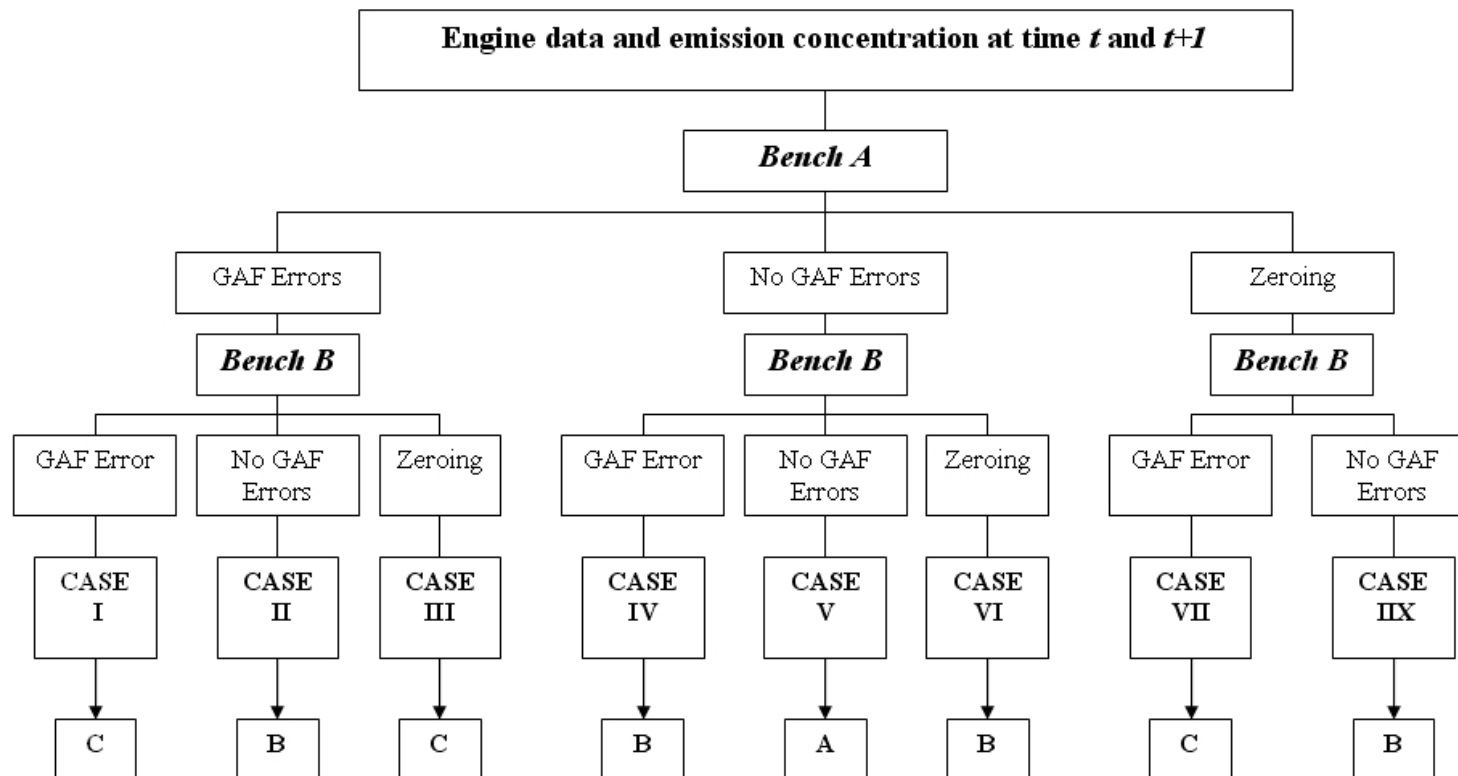 Engine data and emission concentration at time t and t+1
Bench A
GAF Errors
No GAF Errors
Zeroing
Bench B
Bench B
Bench B
GAF Error
No GAF
Errors
Zeroing
GAF Error
No GAF
Errors
Zeroing
GAF Error
No GAF
Errors
CASE
I
CASE
II
CASE
III
CASE
IV
CASE
V
CASE
VI
CASE
VII
CASE
IIX
C
B
C
B
A
B
C
B